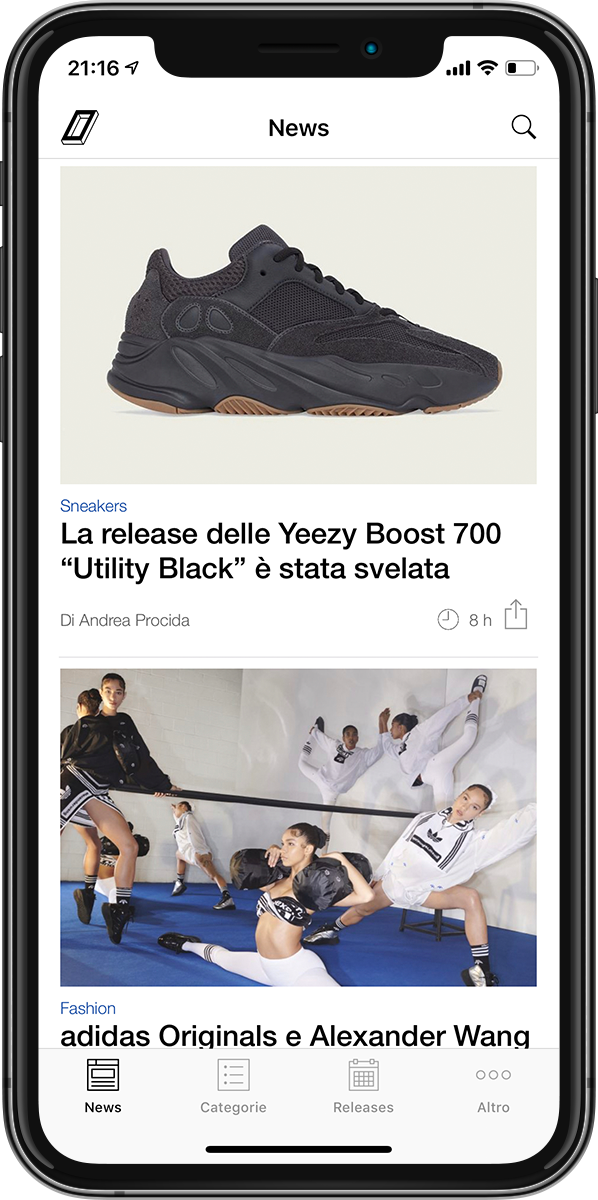 21:16
News
Sneakers
La release delle Yeezy Boost 700
“Utility Black” è stata svelata
Di Andrea Procida
8 h
Fashion
adidas Originals e Alexander Wang
News
Categorie
Releases
Altro